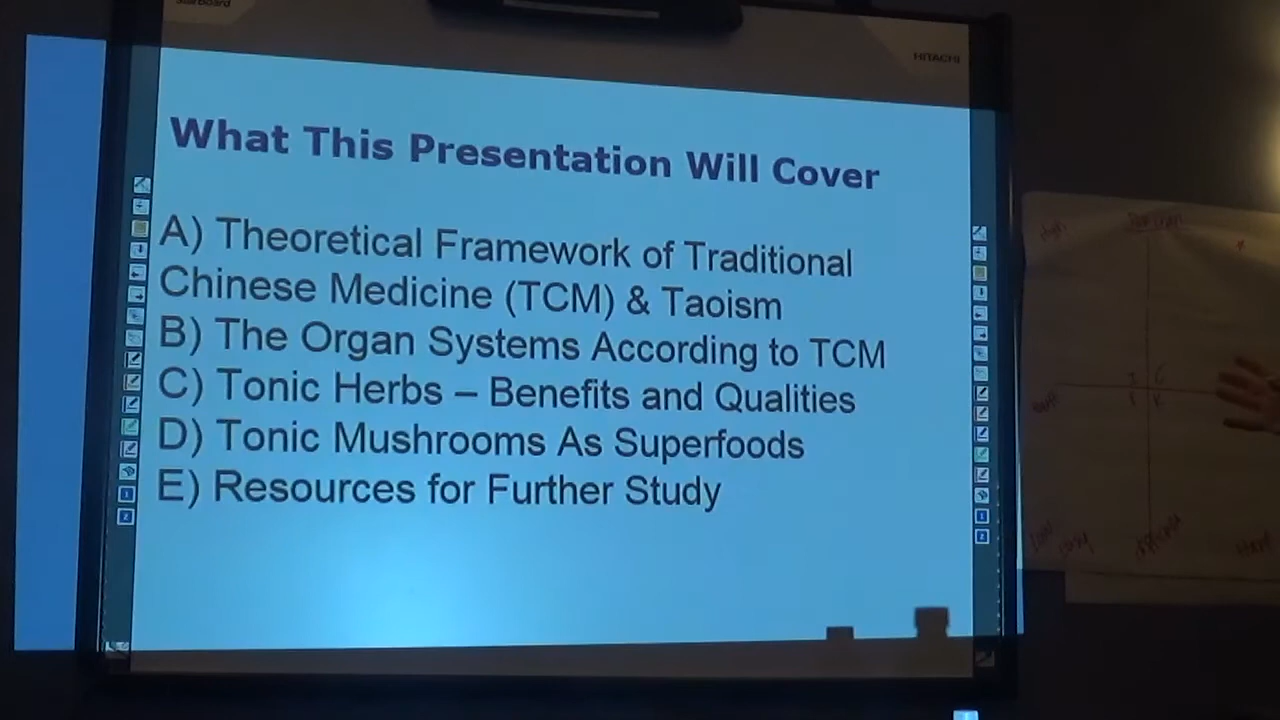 StarBoard
HITACHI
What This Presentation Will Cover
A) Theoretical Framework of Traditional
Chinese Medicine (TCM) & Taoism
B) The Organ Systems According to TCM
C) Tonic Herbs – Benefits and Qualities
D) Tonic Mushrooms As Superfoods
E) Resources for Further Study